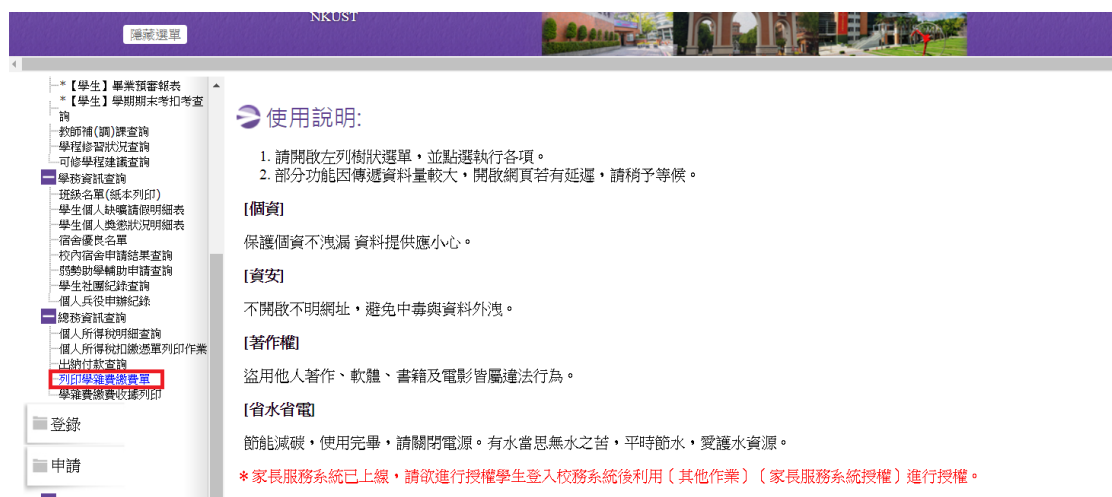 NKUST
隱藏選單
*【學生】畢業預審報表
*【學生】學期期末考扣考查
詢
教師補(調)課查詢
學程修習狀況查詢
可修學程建議查詢
學務資訊查詢
班級名單(紙本列印)
學生個人缺曠請假明細表
學生個人獎懲狀況明細表
宿舍優良名單
校內宿舍申請結果查詢
弱勢助學輔助申請查詢
學生社團紀錄查詢
個人兵役申辦紀錄
總務資訊查詢
個人所得稅明細查詢
個人所得稅扣繳憑單列印作業
出納付款查詢
列印學雜費繳費單
學雜費繳費收據列印
登錄
申請
使用說明:
1. 請開啟左列樹狀選單，並點選執行各項。
2. 部分功能因傳遞資料量較大，開啟網頁若有延遲，請稍予等候。
[個資]
保護個資不洩漏 資料提供應小心。
[資安]
不開啟不明網址，避免中毒與資料外洩。
[著作權]
盜用他人著作、軟體、書籍及電影皆屬違法行為。
[省水省電]
節能減碳，使用完畢，請關閉電源。有水當思無水之苦，平時節水，愛護水資源。
*家長服務系統已上線，請欲進行授權學生登入校務系統後利用〔其他作業〕〔家長服務系統授權〕進行授權。